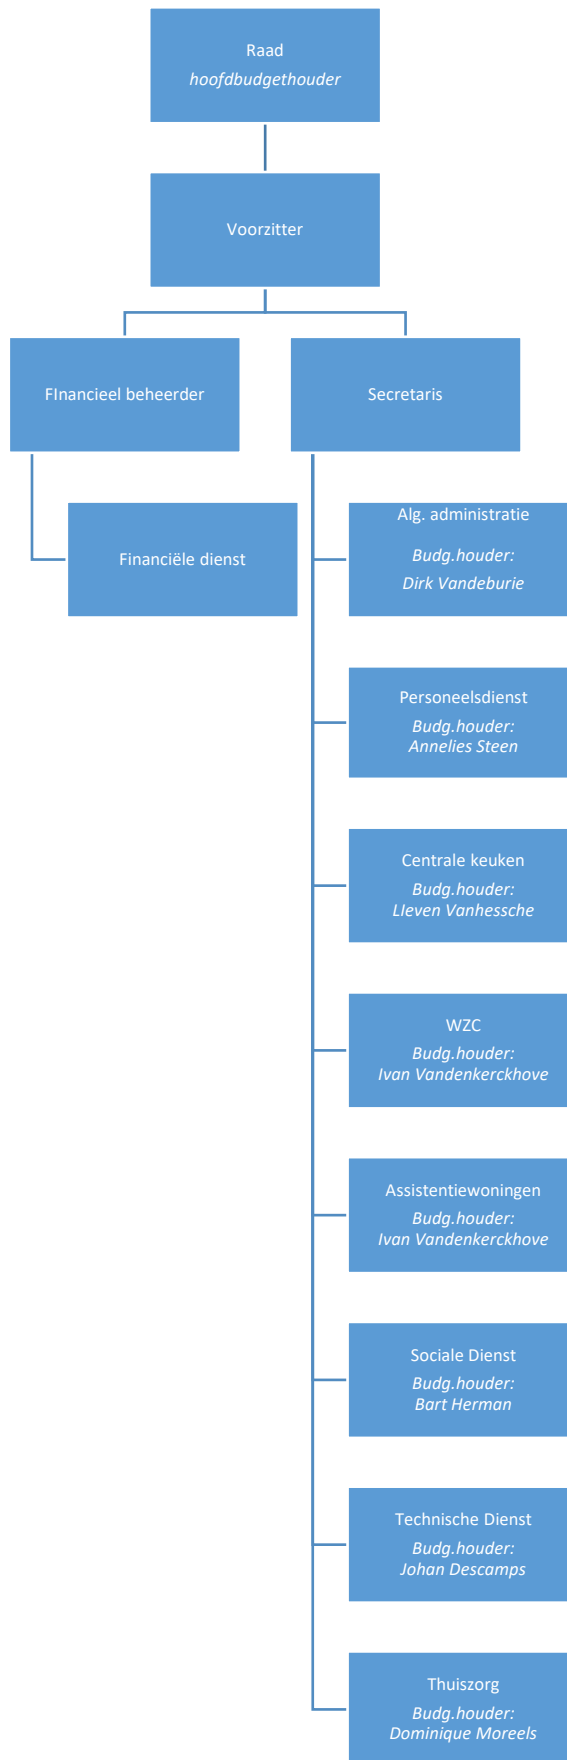 Raad
hoofdbudgethouder
Voorzitter
FInancieel beheerder
Secretaris
Financiële dienst
Alg. administratie
Budg.houder:
Dirk Vandeburie
Personeelsdienst
Budg.houder:
Annelies Steen
Centrale keuken
Budg.houder:
LIeven Vanhessche
WZC
Budg.houder:
Ivan Vandenkerckhove
Assistentiewoningen
Budg.houder:
Ivan Vandenkerckhove
Sociale Dienst
Budg.houder:
Bart Herman
Technische Dienst
Budg.houder:
Johan Descamps
Thuiszorg
Budg.houder:
Dominique Moreels